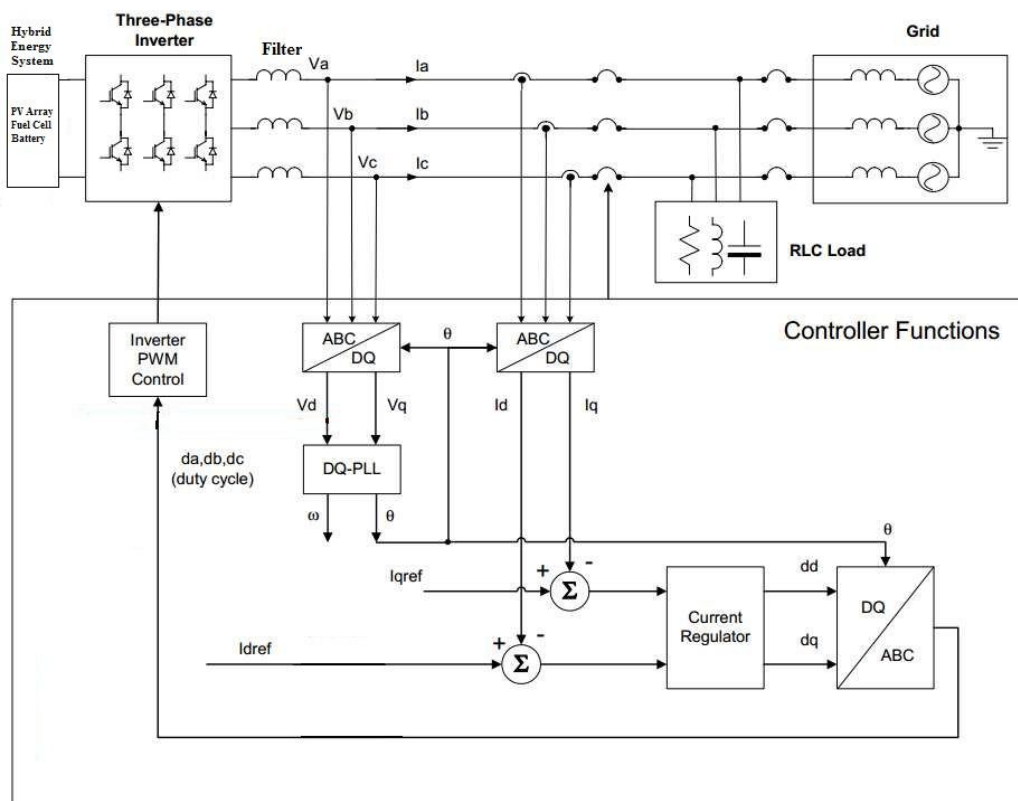 Hybrid
Energy
System
Three-Phase
Inverter
Filter
Grid
PV Array
Fuel Cell
Battery
Va
Ia
Vb
Ib
Vc
Ic
RLC Load
Controller Functions
Inverter
PWM
Control
ABC
DQ
θ
ABC
DQ
Vd
Vq
Id
Iq
da,db,dc
(duty cycle)
DQ-PLL
ω
θ
θ
Iqref
+
-
Σ
Current
Regulator
dd
dq
DQ
ABC
Idref
+
-
Σ